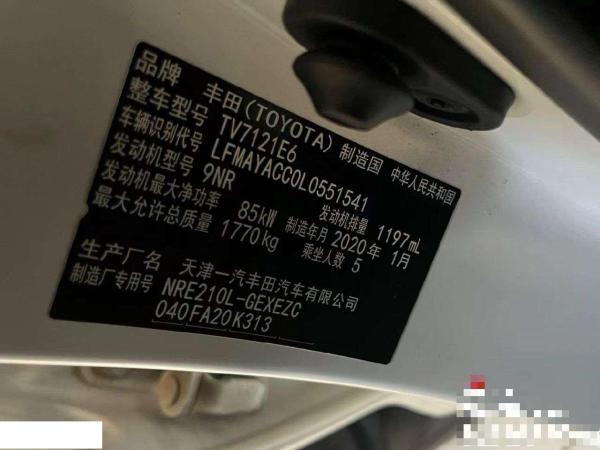 品牌 丰田(TOYOTA) 制造国 中华人民共和国
整车型号 TV7121E6
车辆识别代号 LFMAYACC0L0551541
发动机型号 9NR 发动机排量 1197mL
发动机最大净功率 85kW 制造年月 2020年 1月
最大允许总质量 1770kg 乘坐人数 5
生产厂名 天津一汽丰田汽车有限公司
制造厂专用号 NRE210L-GEXEZC
040 FA20K313